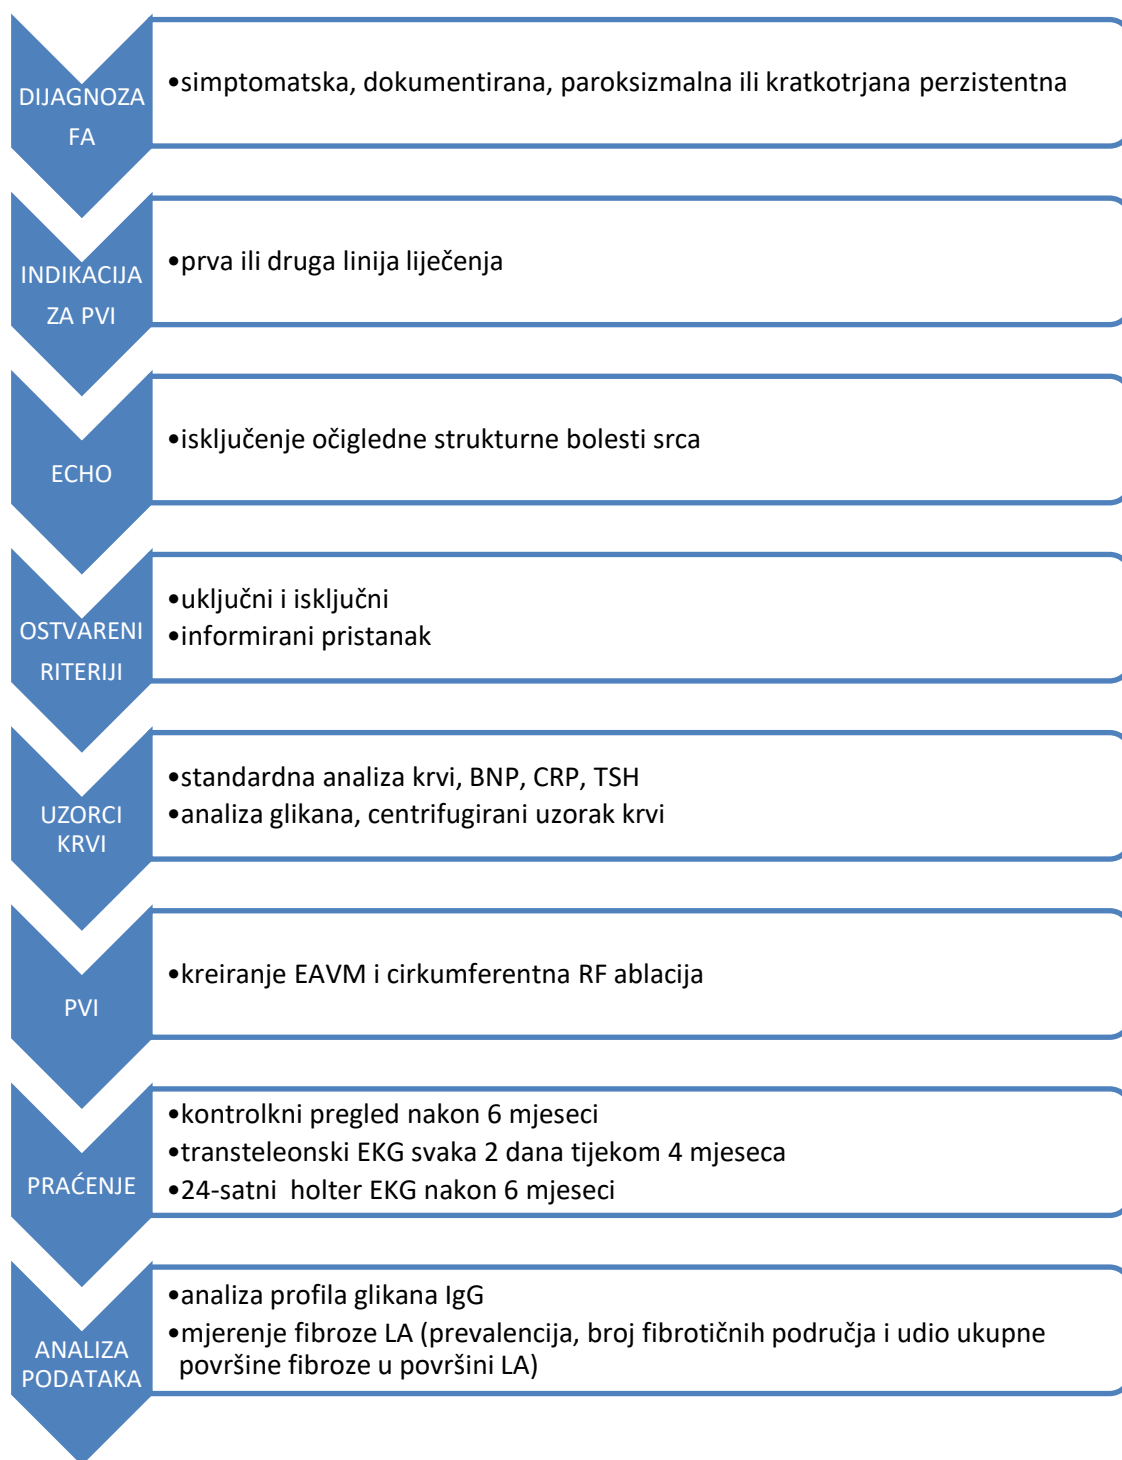 DIJAGNOZA
FA
•simptomatska, dokumentirana, paroksizmalna ili kratkotrjana perzistentna
INDIKACIJA
ZA PVI
•prva ili druga linija liječenja
ECHO
•isključenje očigledne strukturne bolesti srca
OSTVARENI
RITERIJI
•uključni i isključni
•informirani pristanak
UZORCI
KRVI
•standardna analiza krvi, BNP, CRP, TSH
•analiza glikana, centrifugirani uzorak krvi
PVI
•kreiranje EAVM i cirkumferentna RF ablacija
PRAĆENJE
•kontrolkni pregled nakon 6 mjeseci
•transteleonski EKG svaka 2 dana tijekom 4 mjeseca
•24-satni holter EKG nakon 6 mjeseci
ANALIZA
PODATAKA
•analiza profila glikana IgG
•mjerenje fibroze LA (prevalencija, broj fibrotičnih područja i udio ukupne
površine fibroze u površini LA)